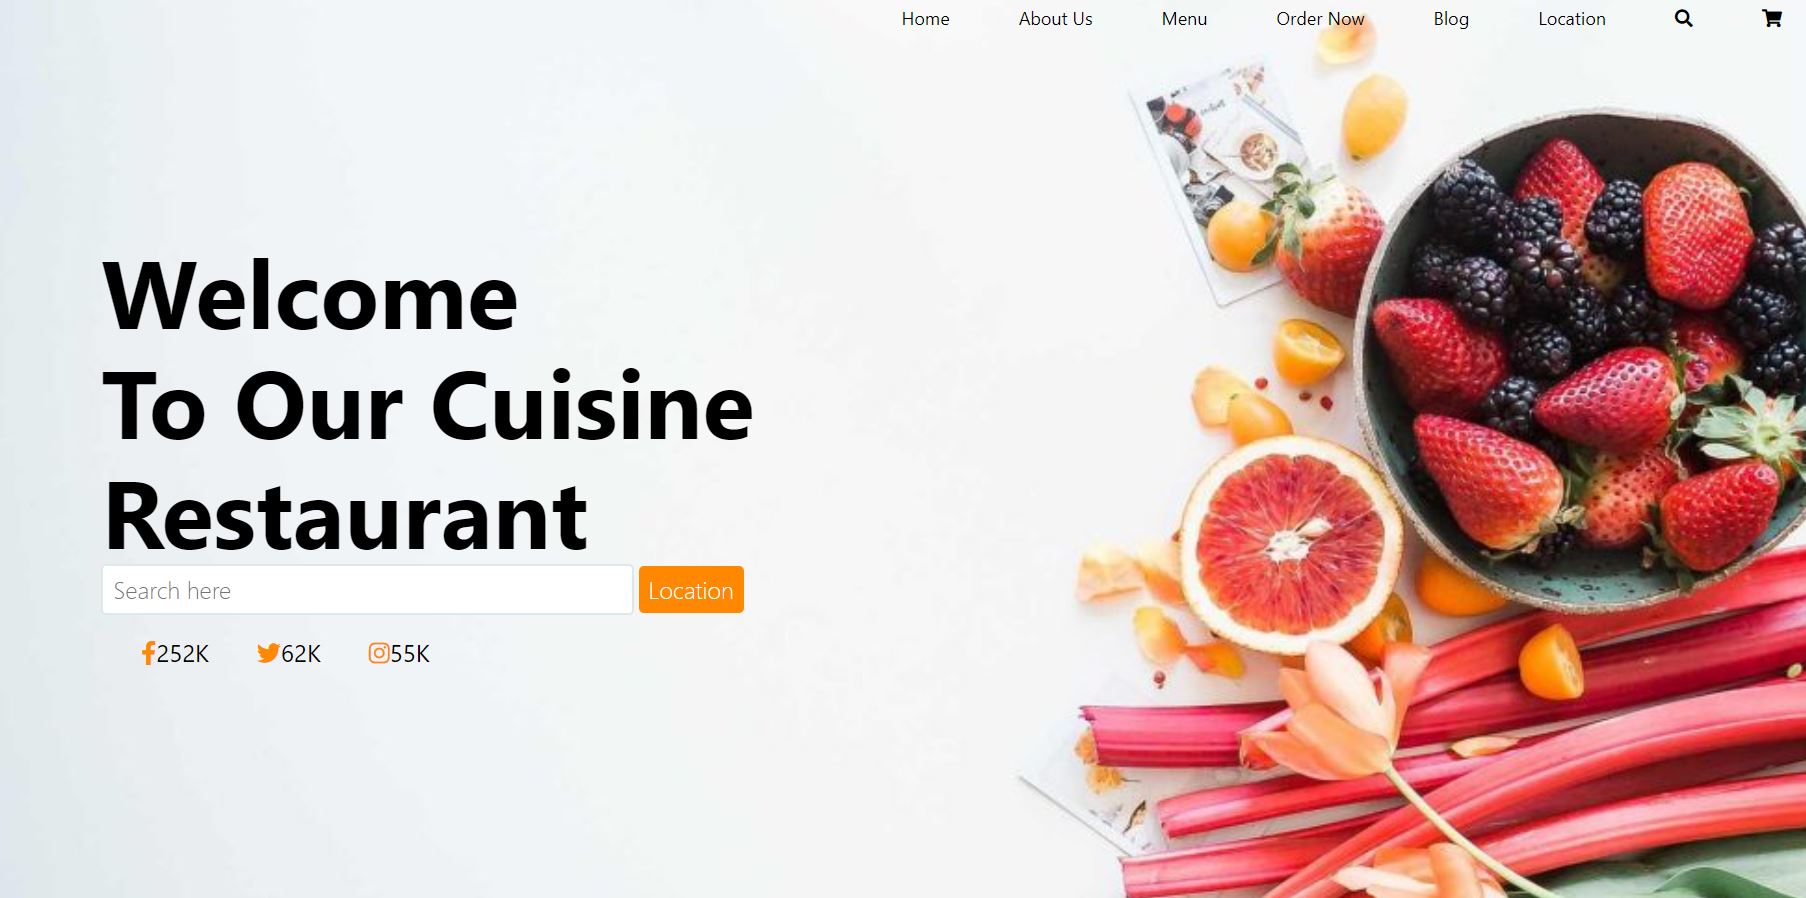 Home About Us Menu Order Now Blog Location
Welcome
To Our Cuisine
Restaurant
Search here Location
252K 62K 55K